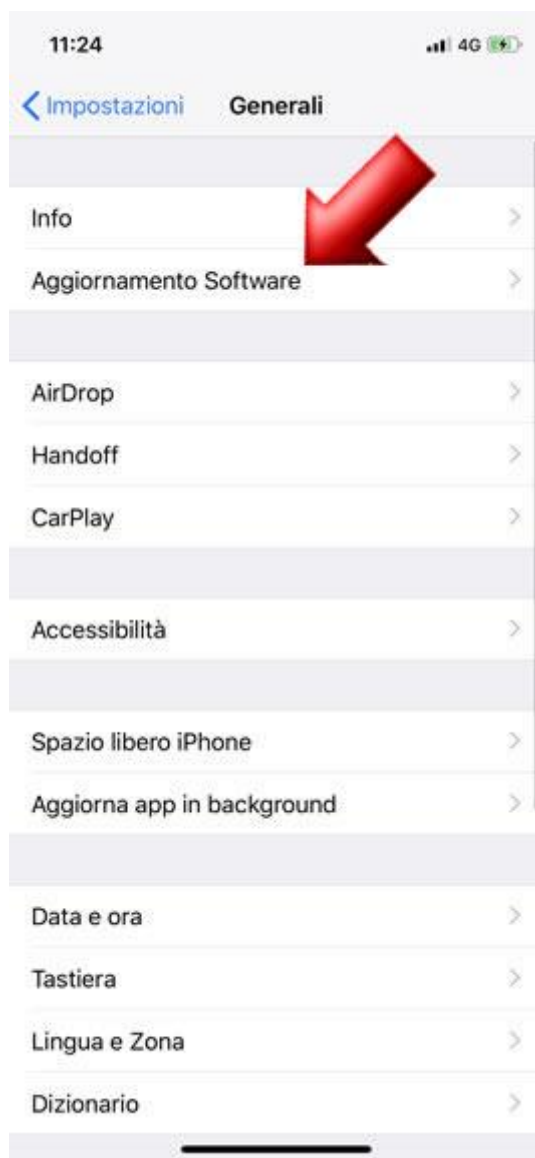 11:24 4G
Impostazioni Generali
Info
Aggiornamento Software
AirDrop
Handoff
CarPlay
Accessibilità
Spazio libero iPhone
Aggiorna app in background
Data e ora
Tastiera
Lingua e Zona
Dizionario